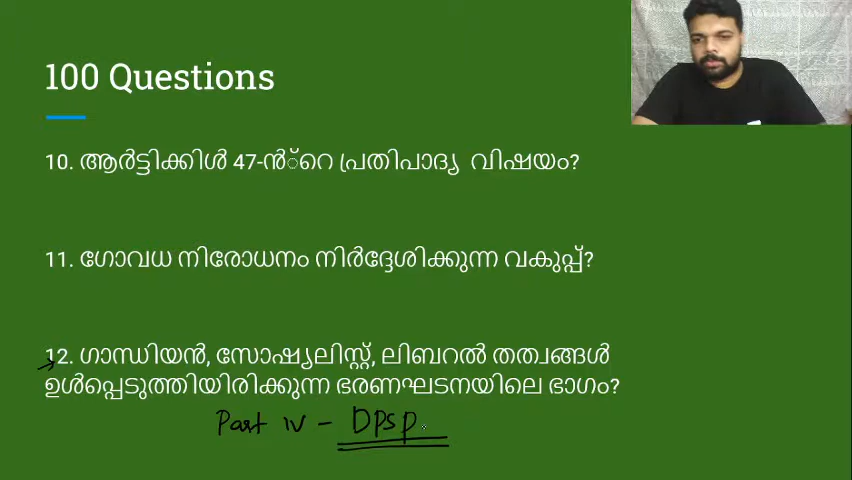 100 Questions
10. ആർട്ടിക്കിൾ 47-ൻ്റെ പ്രതിപാദ്യ വിഷയം?
11. ഗോവധ നിരോധനം നിർദ്ദേശിക്കുന്ന വകുപ്പ്?
12. ഗാന്ധിയൻ, സോഷ്യലിസ്റ്റ്, ലിബറൽ തത്വങ്ങൾ
ഉൾപ്പെടുത്തിയിരിക്കുന്ന ഭരണഘടനയിലെ ഭാഗം?
Part IV - DPSP